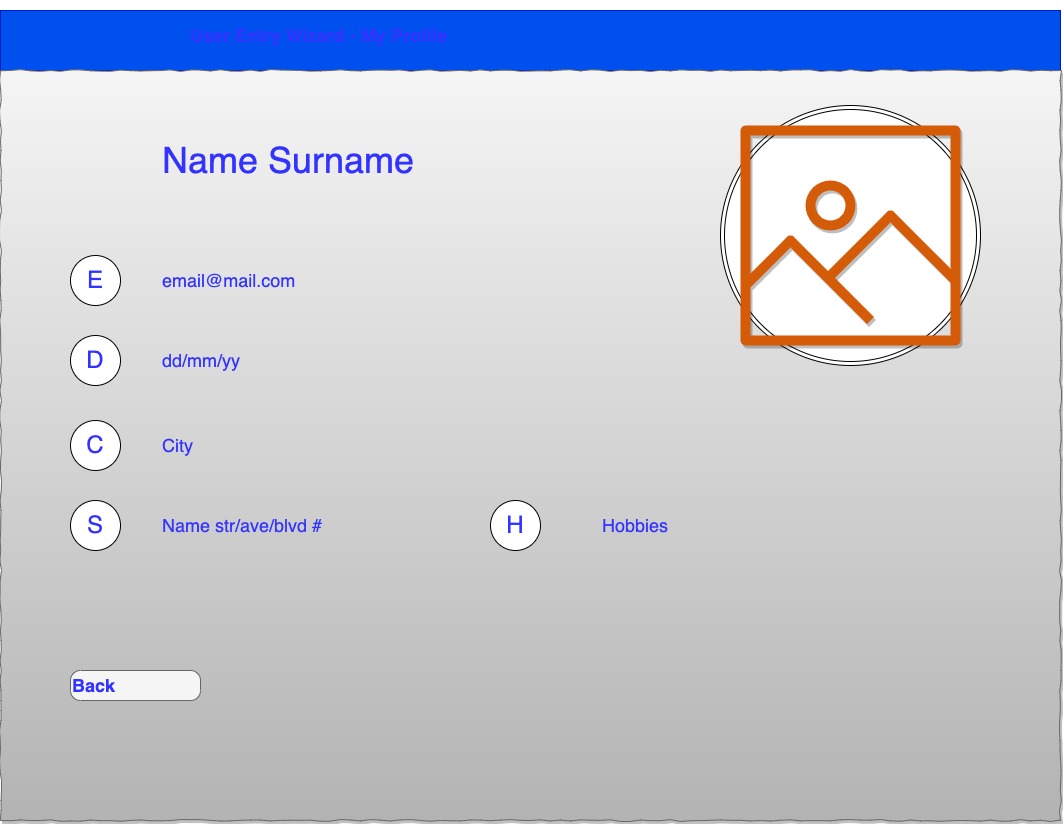 User Entry Wizard - My Profile
Name Surname
E email@mail.com
D dd/mm/yy
C City
S Name str/ave/blvd #
H Hobbies
Back